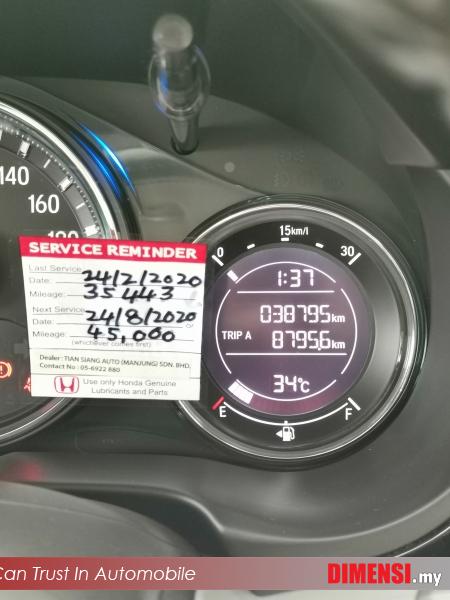 140
160
180
15km/l
0
30
1:37
038795km
TRIP A
8795.6km
34°c
E
F
SERVICE REMINDER
Last Service
Date: 24/2/2020
Mileage: 35443
Next Service
Date: 24/8/2020
Mileage: 45,000
(whichever comes first)
Dealer : TIAN SIANG AUTO (MANJUNG) SDN. BHD.
Contact No : 05-6922 880
Use only Honda Genuine
Lubricants and Parts
Can Trust In Automobile
DIMENSI.my